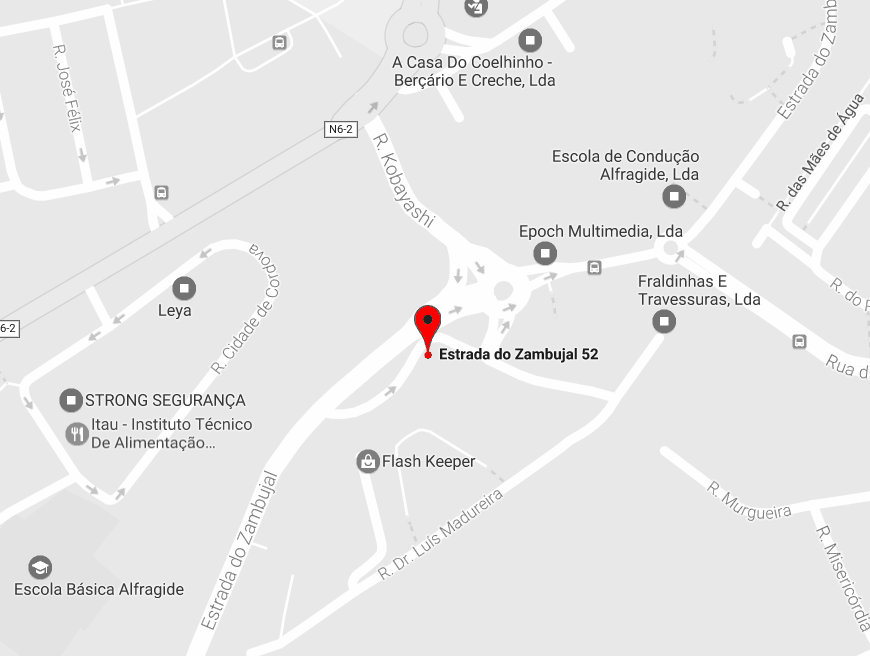 A Casa Do Coelhinho -
Berçário E Creche, Lda
Estrada do Zamb
R. José Félix
N6-2
R. das Mães de Água
R. Kobayashi
Escola de Condução
Alfragide, Lda
Epoch Multimedia, Lda
R. Cidade de Cordova
Fraldinhas E
Travessuras, Lda
R. do P
Leya
6-2
Estrada do Zambujal 52
Rua d
STRONG SEGURANÇA
Itau - Instituto Técnico
De Alimentação...
Flash Keeper
Estrada do Zambujal
R. Dr. Luís Madureira
R. Murgueira
R. Misericórdia
Escola Básica Alfragide